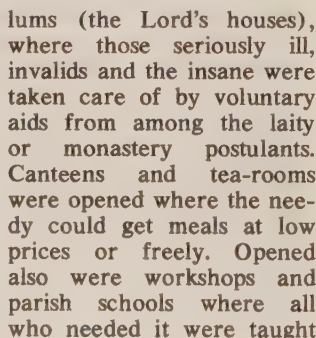 lums (the Lord's houses),
where those seriously ill,
invalids and the insane were
taken care of by voluntary
aids from among the laity
or monastery postulants.
Canteens and tea-rooms
were opened where the nee-
dy could get meals at low
prices or freely. Opened
also were workshops and
parish schools where all
who needed it were taught